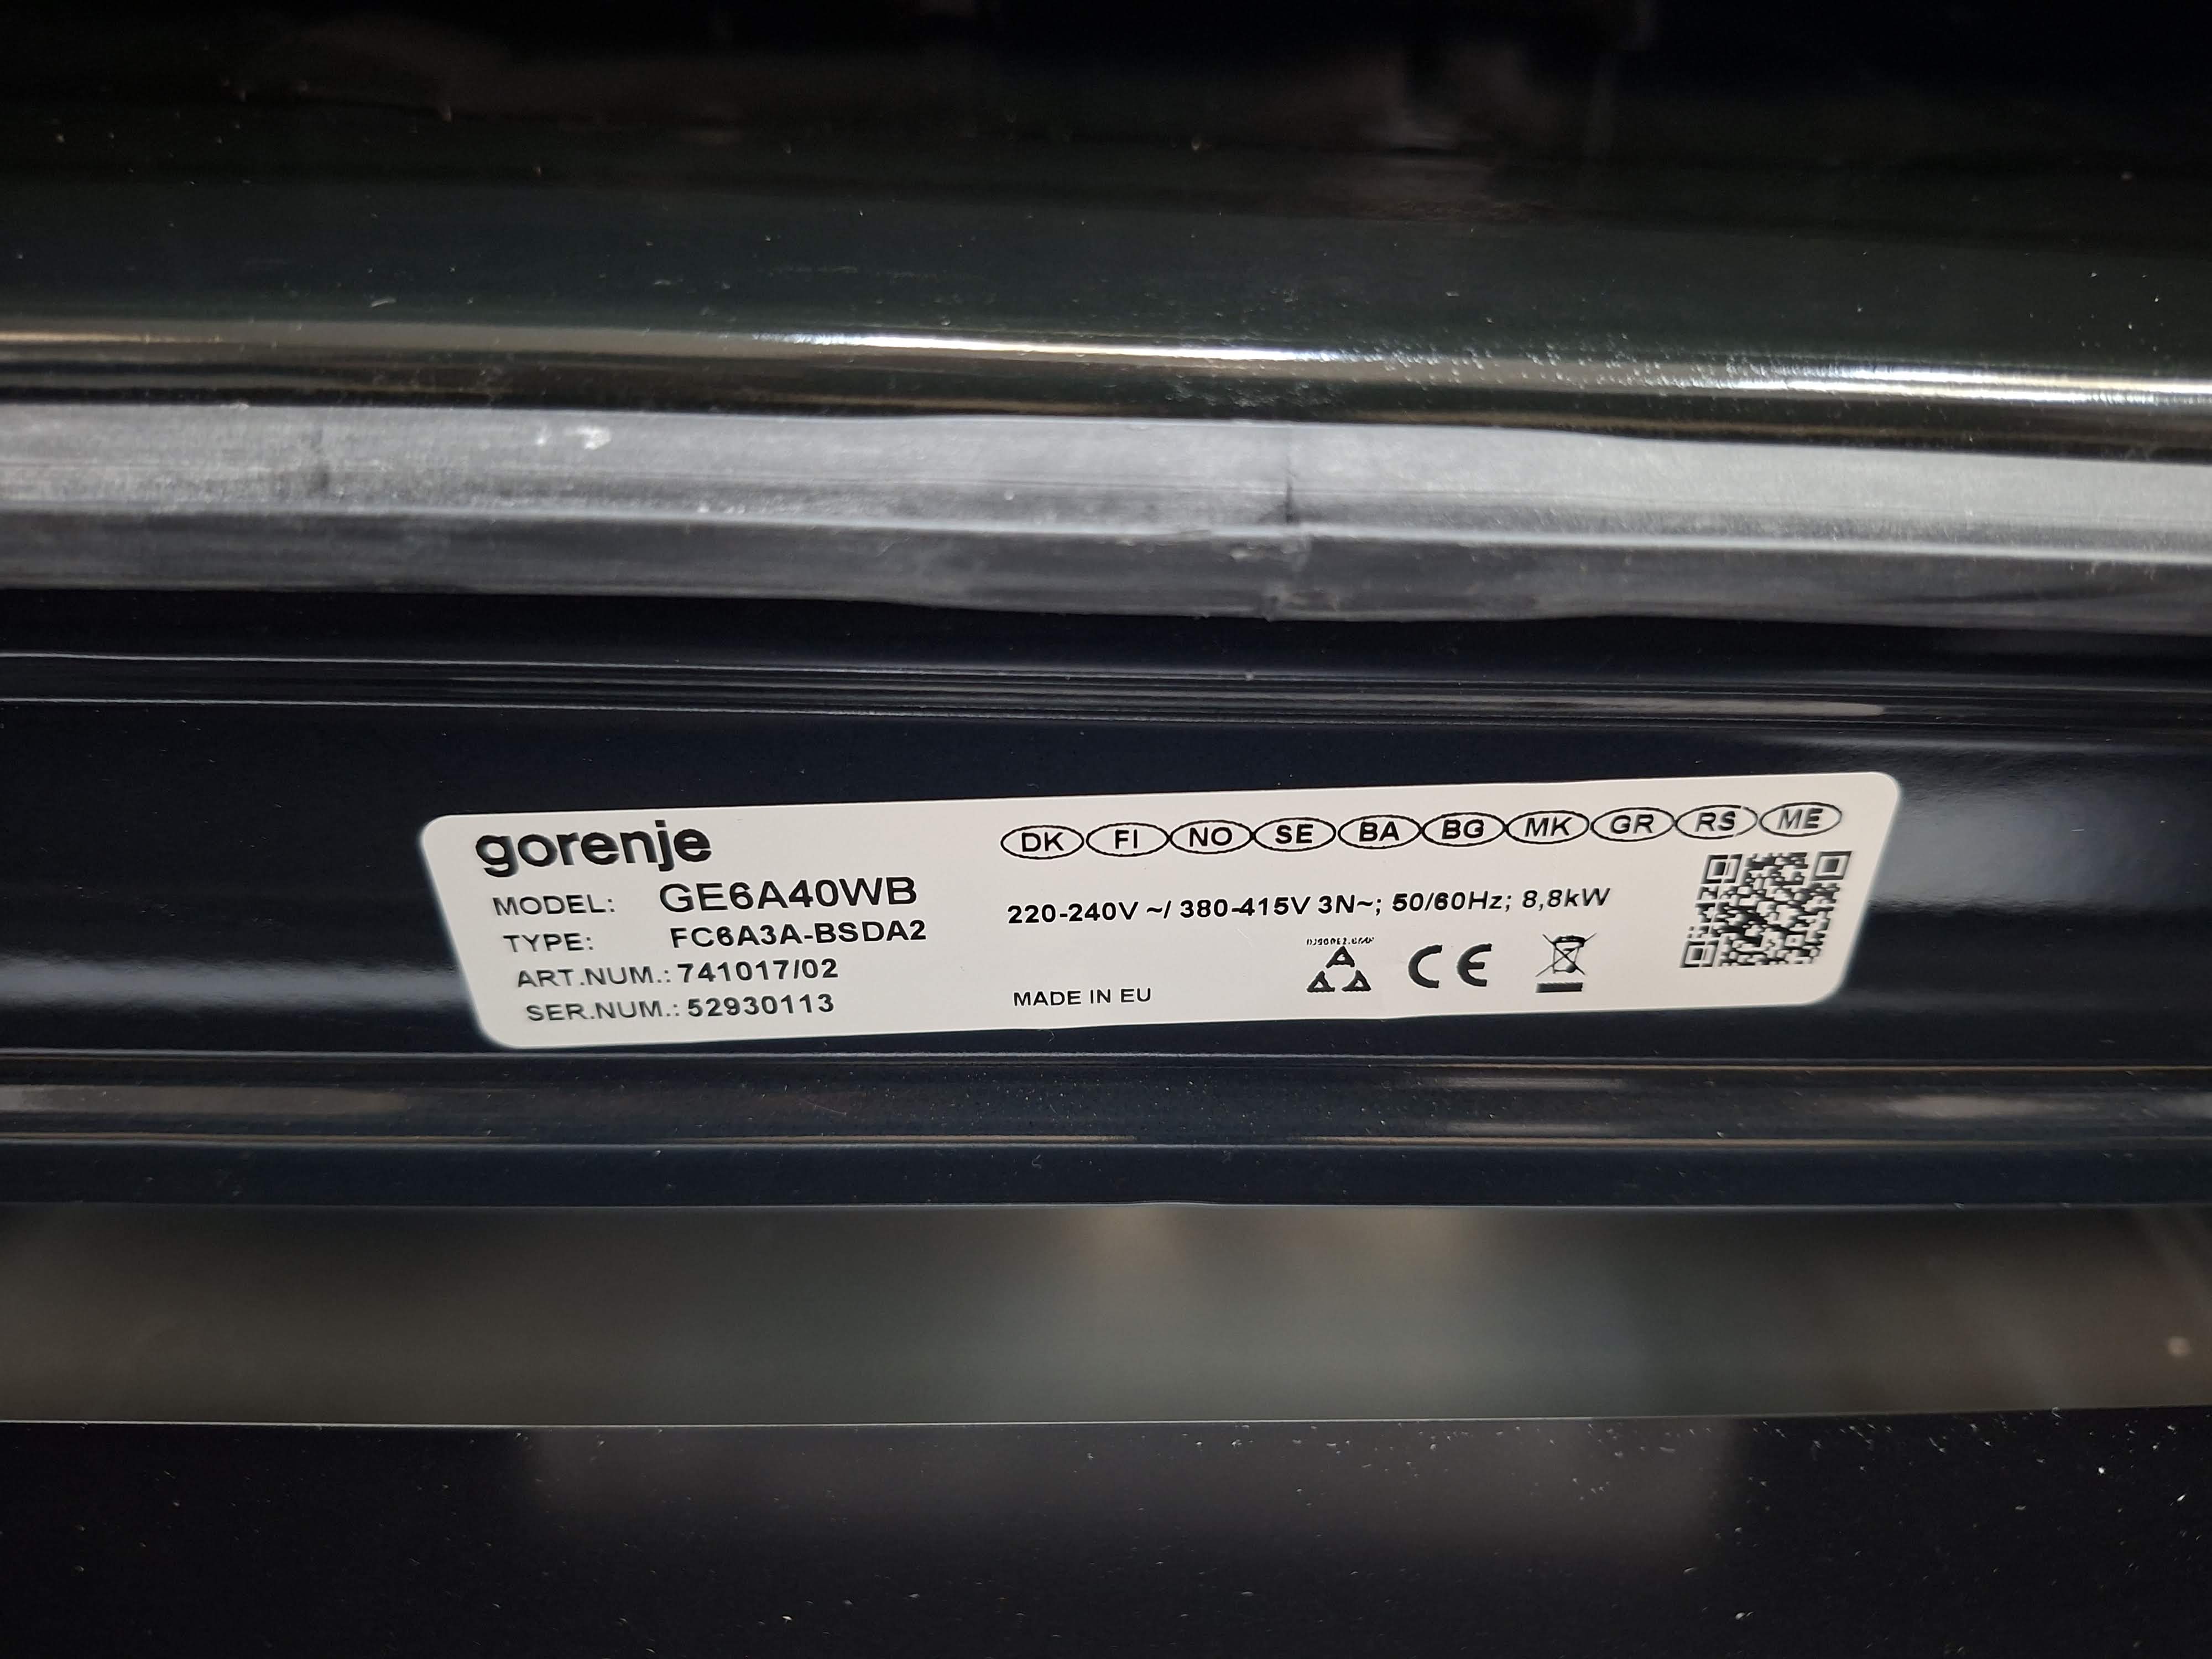 gorenje
MODEL: GE6A40WB
TYPE: FC6A3A-BSDA2
ART.NUM.: 741017/02
SER.NUM.: 52930113
DK FI NO SE BA BG MK GR RS ME
220-240V ~/ 380-415V 3N~; 50/60Hz; 8,8kW
A
A A
CE
MADE IN EU